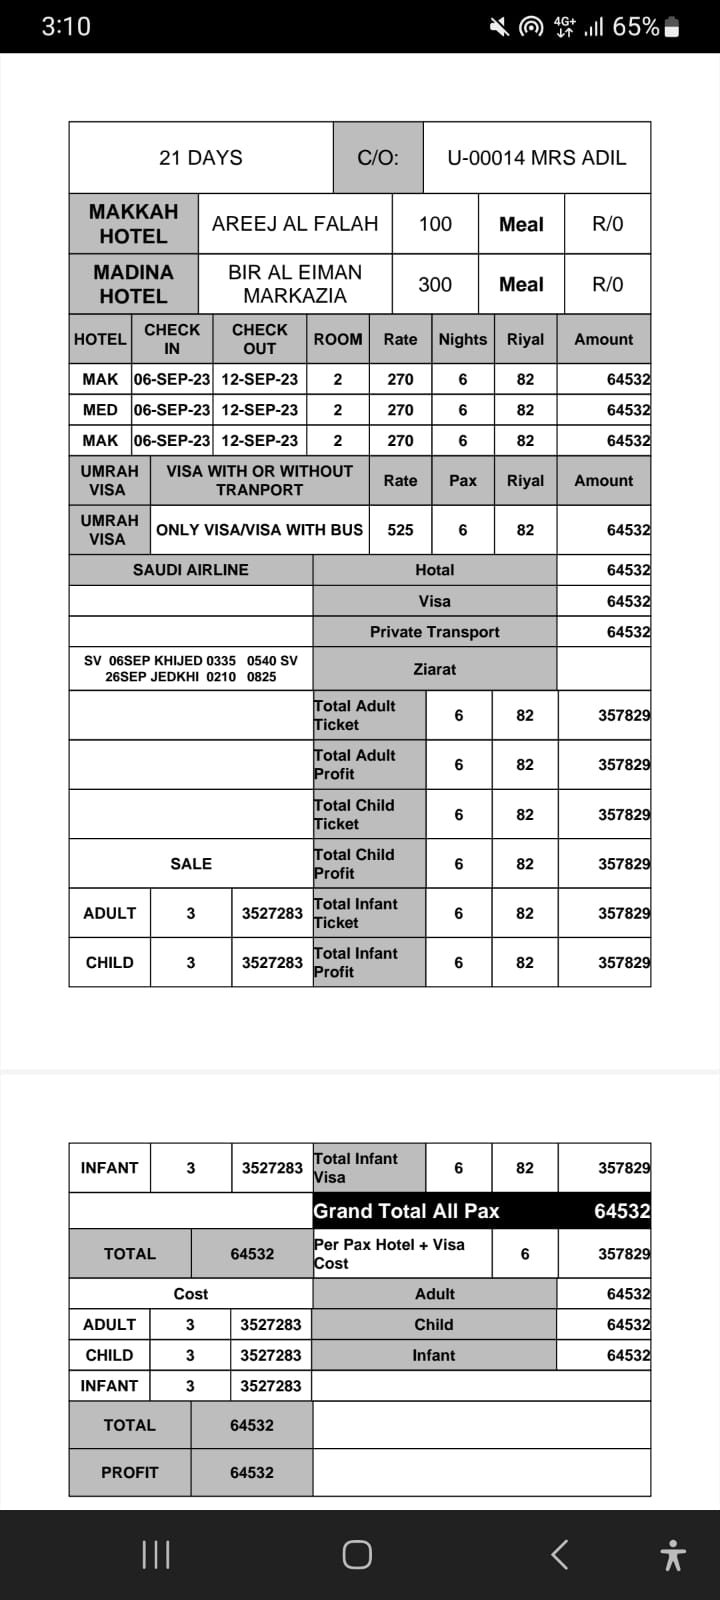 3:10 4G+ 65%
21 DAYS C/O: U-00014 MRS ADIL
MAKKAH HOTEL AREEJ AL FALAH 100 Meal R/0
MADINA HOTEL BIR AL EIMAN MARKAZIA 300 Meal R/0
HOTEL CHECK IN CHECK OUT ROOM Rate Nights Riyal Amount
MAK 06-SEP-23 12-SEP-23 2 270 6 82 64532
MED 06-SEP-23 12-SEP-23 2 270 6 82 64532
MAK 06-SEP-23 12-SEP-23 2 270 6 82 64532
UMRAH VISA VISA WITH OR WITHOUT TRANPORT Rate Pax Riyal Amount
UMRAH VISA ONLY VISA/VISA WITH BUS 525 6 82 64532
SAUDI AIRLINE Hotal 64532
Visa 64532
Private Transport 64532
SV 06SEP KHIJED 0335 0540 SV
26SEP JEDKHI 0210 0825 Ziarat
Total Adult Ticket 6 82 357829
Total Adult Profit 6 82 357829
Total Child Ticket 6 82 357829
SALE Total Child Profit 6 82 357829
ADULT 3 3527283 Total Infant Ticket 6 82 357829
CHILD 3 3527283 Total Infant Profit 6 82 357829
INFANT 3 3527283 Total Infant Visa 6 82 357829
Grand Total All Pax 64532
TOTAL 64532 Per Pax Hotel + Visa Cost 6 357829
Cost Adult 64532
ADULT 3 3527283 Child 64532
CHILD 3 3527283 Infant 64532
INFANT 3 3527283
TOTAL 64532
PROFIT 64532